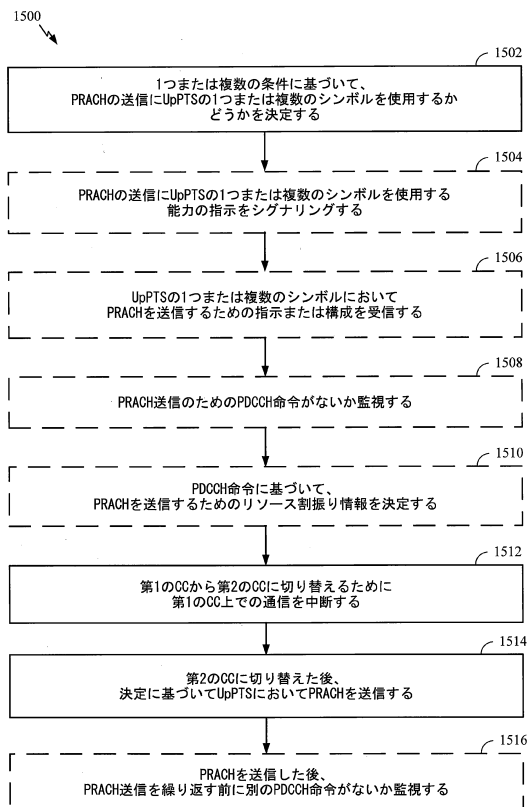 1500
1502
1つまたは複数の条件に基づいて、
PRACHの送信にUpPTSの1つまたは複数のシンボルを使用するか
どうかを決定する
1504
PRACHの送信にUpPTSの1つまたは複数のシンボルを使用する
能力の指示をシグナリングする
1506
UpPTSの1つまたは複数のシンボルにおいて
PRACHを送信するための指示または構成を受信する
1508
PRACH送信のためのPDCCH命令がないか監視する
1510
PDCCH命令に基づいて、
PRACHを送信するためのリソース割振り情報を決定する
1512
第1のCCから第2のCCに切り替えるために
第1のCC上での通信を中断する
1514
第2のCCに切り替えた後、
決定に基づいてUpPTSにおいてPRACHを送信する
1516
PRACHを送信した後、
PRACH送信を繰り返す前に別のPDCCH命令がないか監視する